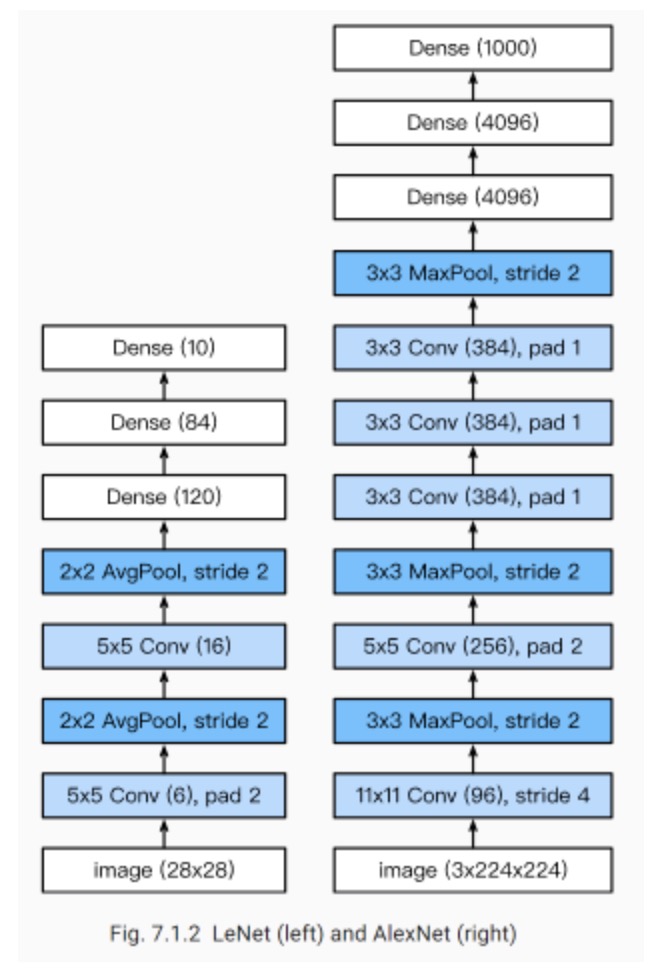 Dense (1000)
Dense (4096)
Dense (4096)
3x3 MaxPool, stride 2
3x3 Conv (384), pad 1
3x3 Conv (384), pad 1
3x3 Conv (384), pad 1
3x3 MaxPool, stride 2
5x5 Conv (256), pad 2
3x3 MaxPool, stride 2
11x11 Conv (96), stride 4
image (3x224x224)
Dense (10)
Dense (84)
Dense (120)
2x2 AvgPool, stride 2
5x5 Conv (16)
2x2 AvgPool, stride 2
5x5 Conv (6), pad 2
image (28x28)
Fig. 7.1.2 LeNet (left) and AlexNet (right)